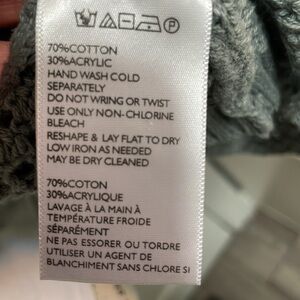 70%COTTON
30%ACRYLIC
HAND WASH COLD
SEPARATELY
DO NOT WRING OR TWIST
USE ONLY NON-CHLORINE
BLEACH
RESHAPE & LAY FLAT TO DRY
LOW IRON AS NEEDED
MAY BE DRY CLEANED
70%COTON
30%ACRYLIQUE
LAVAGE À LA MAIN À
TEMPÉRATURE FROIDE
SÉPARÉMENT
NE PAS ESSORER OU TORDRE
UTILISER UN AGENT DE
BLANCHIMENT SANS CHLORE SI